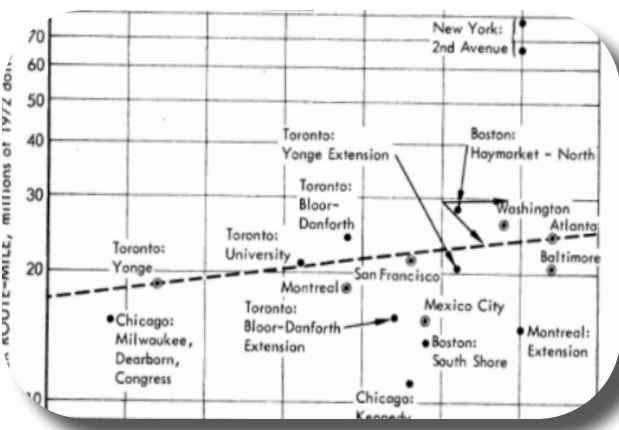 70
60
50
40
30
20
10
ROUTE-MILE, millions of 1972
New York:
2nd Avenue
Toronto:
Yonge Extension
Boston:
Haymarket - North
Toronto:
Bloor-
Danforth
Washington
Atlanta
Toronto:
University
Toronto:
Yonge
San Francisco
Baltimore
Montreal
Mexico City
Toronto:
Bloor-Danforth
Extension
Chicago:
Milwaukee,
Dearborn,
Congress
Boston:
South Shore
Montreal:
Extension
Chicago:
Kennedy